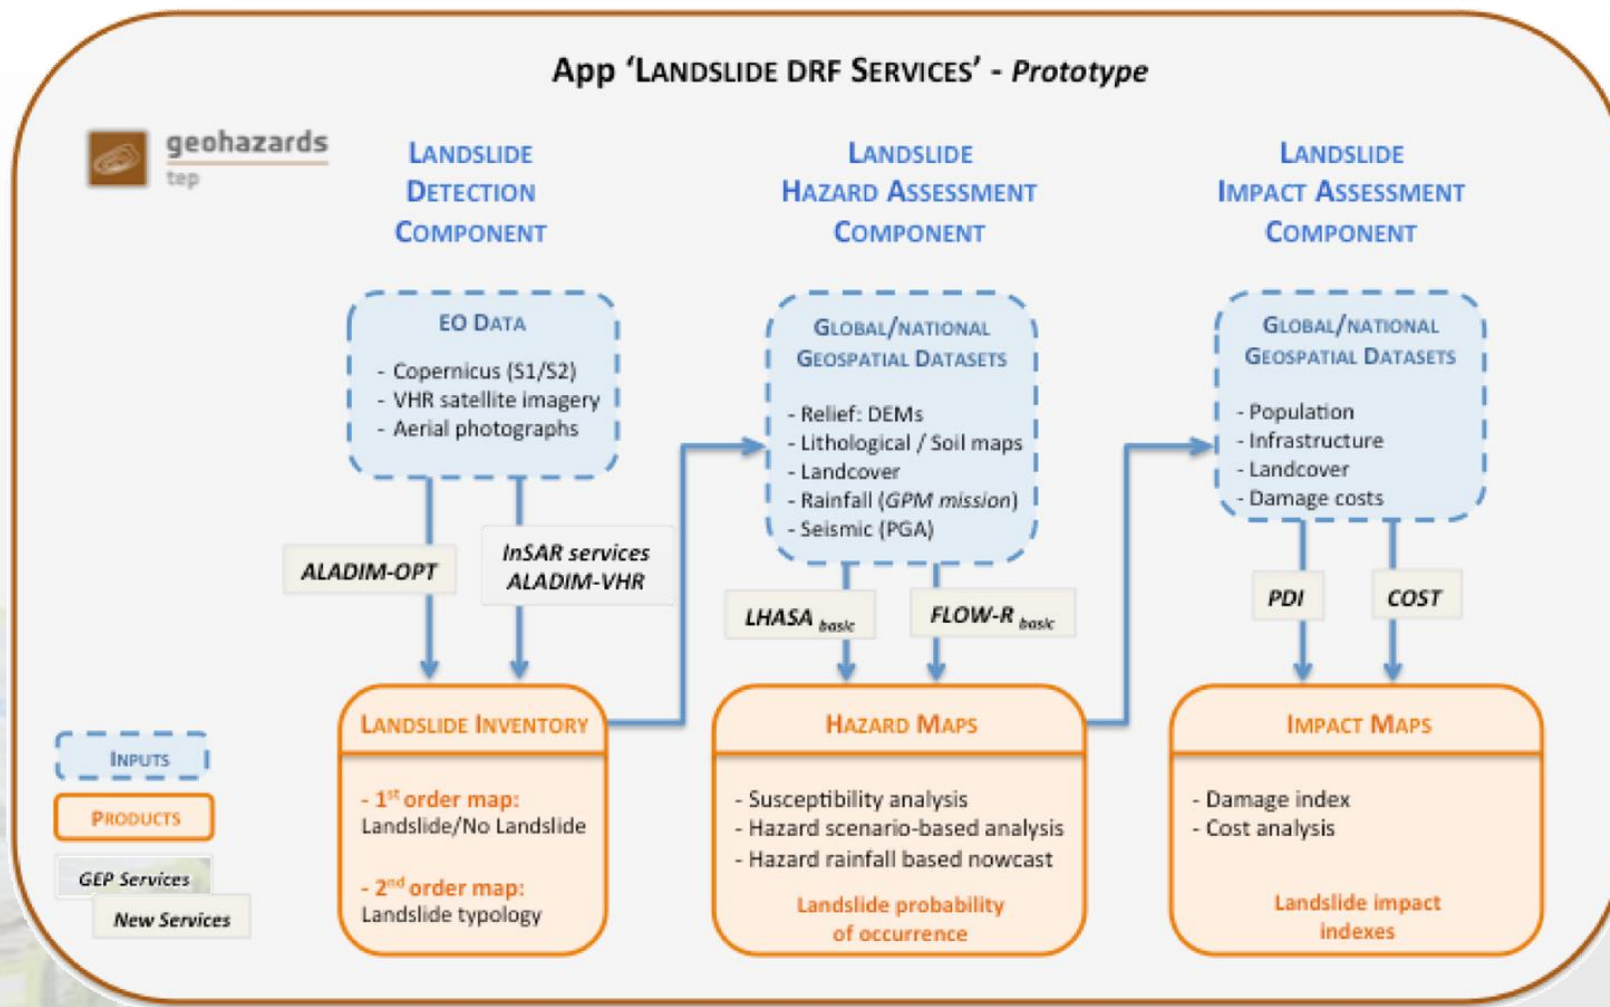 App ‘LANDSLIDE DRF SERVICES’ - Prototype
geohazards
tep
LANDSLIDE
DETECTION
COMPONENT
EO DATA
- Copernicus (S1/S2)
- VHR satellite imagery
- Aerial photographs
ALADIM-OPT
InSAR services
ALADIM-VHR
LANDSLIDE INVENTORY
- 1st order map:
Landslide/No Landslide
- 2nd order map:
Landslide typology
LANDSLIDE
HAZARD ASSESSMENT
COMPONENT
GLOBAL/NATIONAL
GEOSPATIAL DATASETS
- Relief: DEMs
- Lithological / Soil maps
- Landcover
- Rainfall (GPM mission)
- Seismic (PGA)
LHASA basic
FLOW-R basic
HAZARD MAPS
- Susceptibility analysis
- Hazard scenario-based analysis
- Hazard rainfall based nowcast
Landslide probability
of occurrence
LANDSLIDE
IMPACT ASSESSMENT
COMPONENT
GLOBAL/NATIONAL
GEOSPATIAL DATASETS
- Population
- Infrastructure
- Landcover
- Damage costs
PDI
COST
IMPACT MAPS
- Damage index
- Cost analysis
Landslide impact
indexes
INPUTS
PRODUCTS
GEP Services
New Services